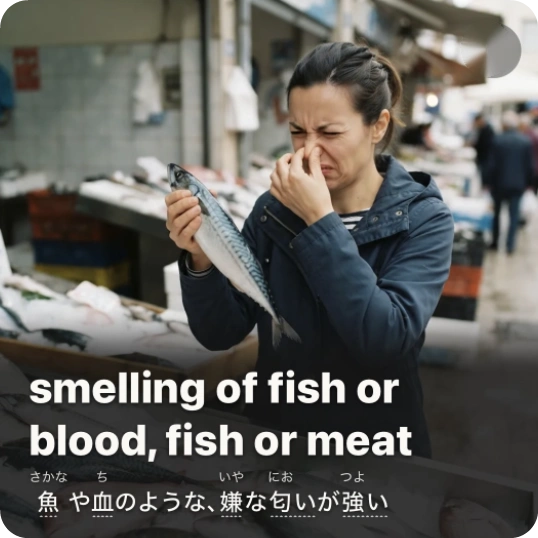 smelling of fish or
blood, fish or meat
さかな ち いや にお つよ
魚 や血のような、嫌な匂いが強い